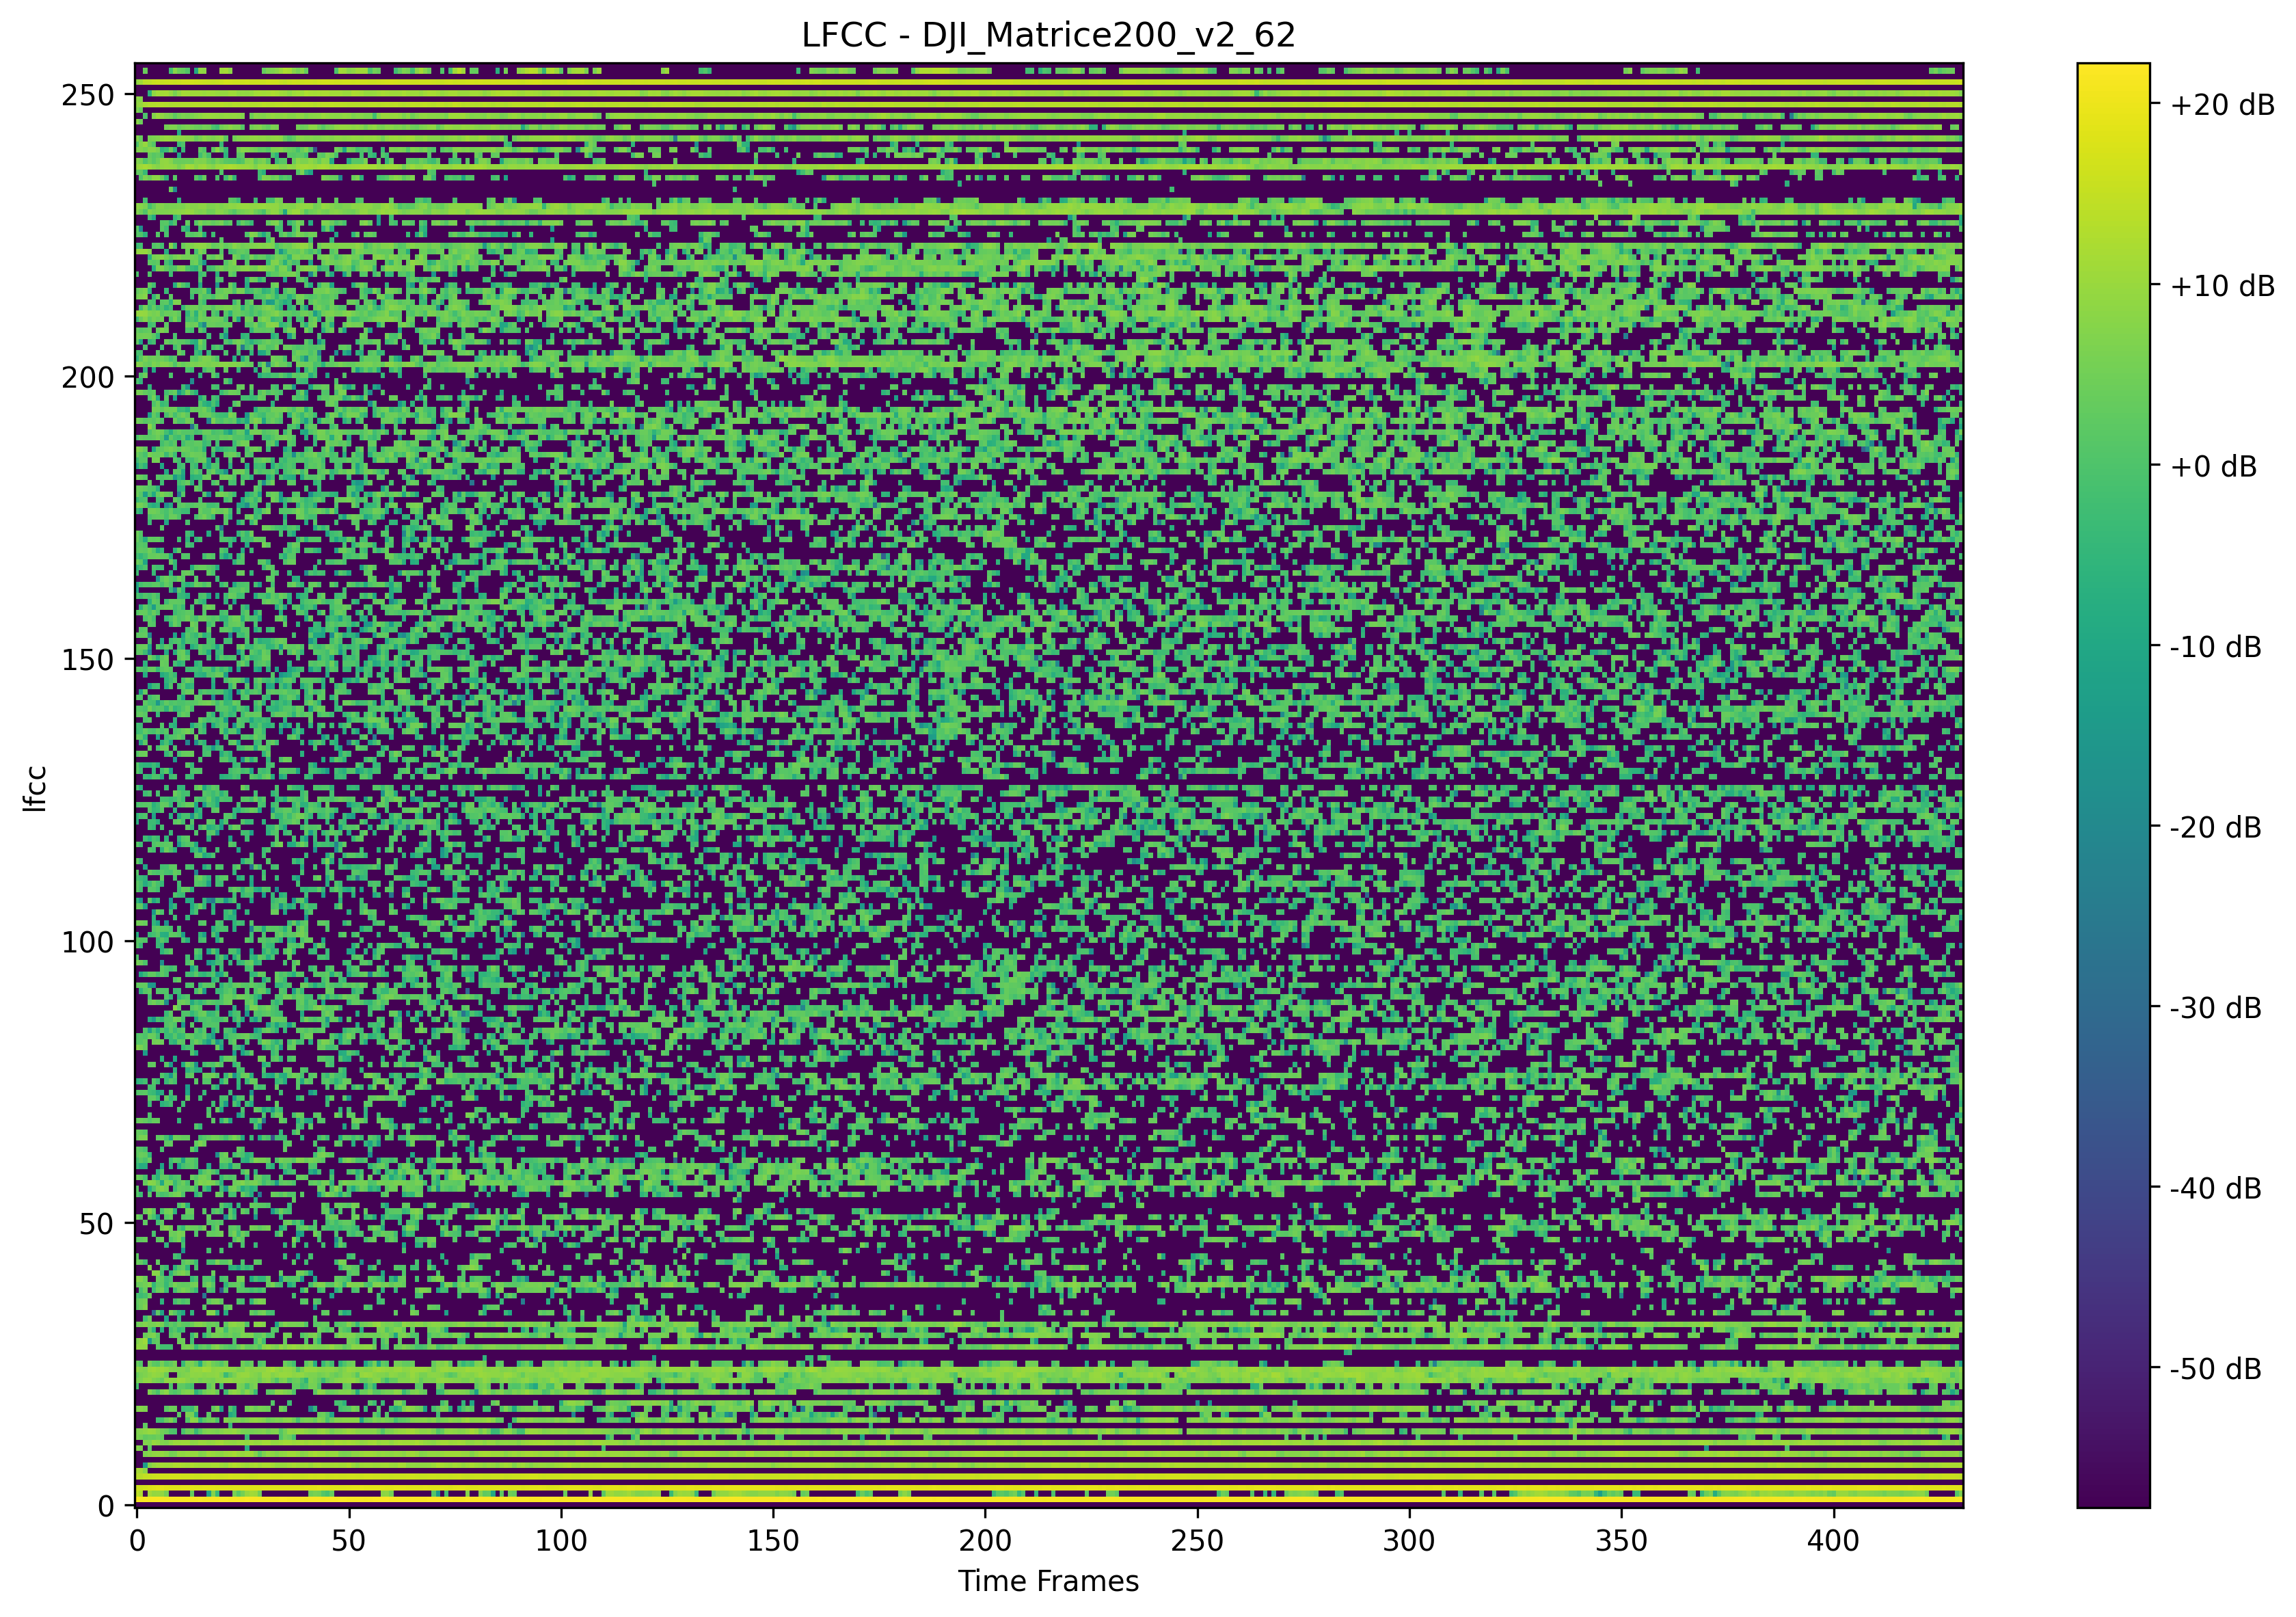 LFCC - DJI_Matrice200_v2_62
250
200
150
100
50
0
lfcc
0 50 100 150 200 250 300 350 400
Time Frames
+20 dB
+10 dB
+0 dB
-10 dB
-20 dB
-30 dB
-40 dB
-50 dB